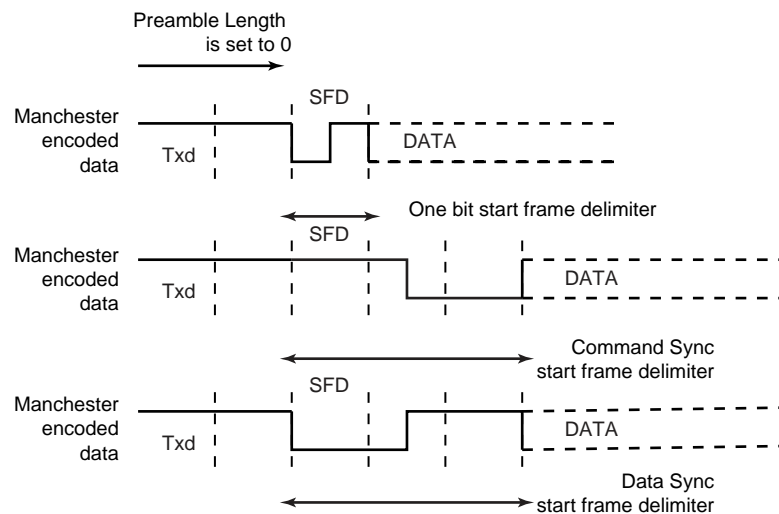 Preamble Length
is set to 0
SFD
Manchester
encoded
data
Txd
DATA
One bit start frame delimiter
SFD
Manchester
encoded
data
Txd
DATA
Command Sync
start frame delimiter
SFD
Manchester
encoded
data
Txd
DATA
Data Sync
start frame delimiter